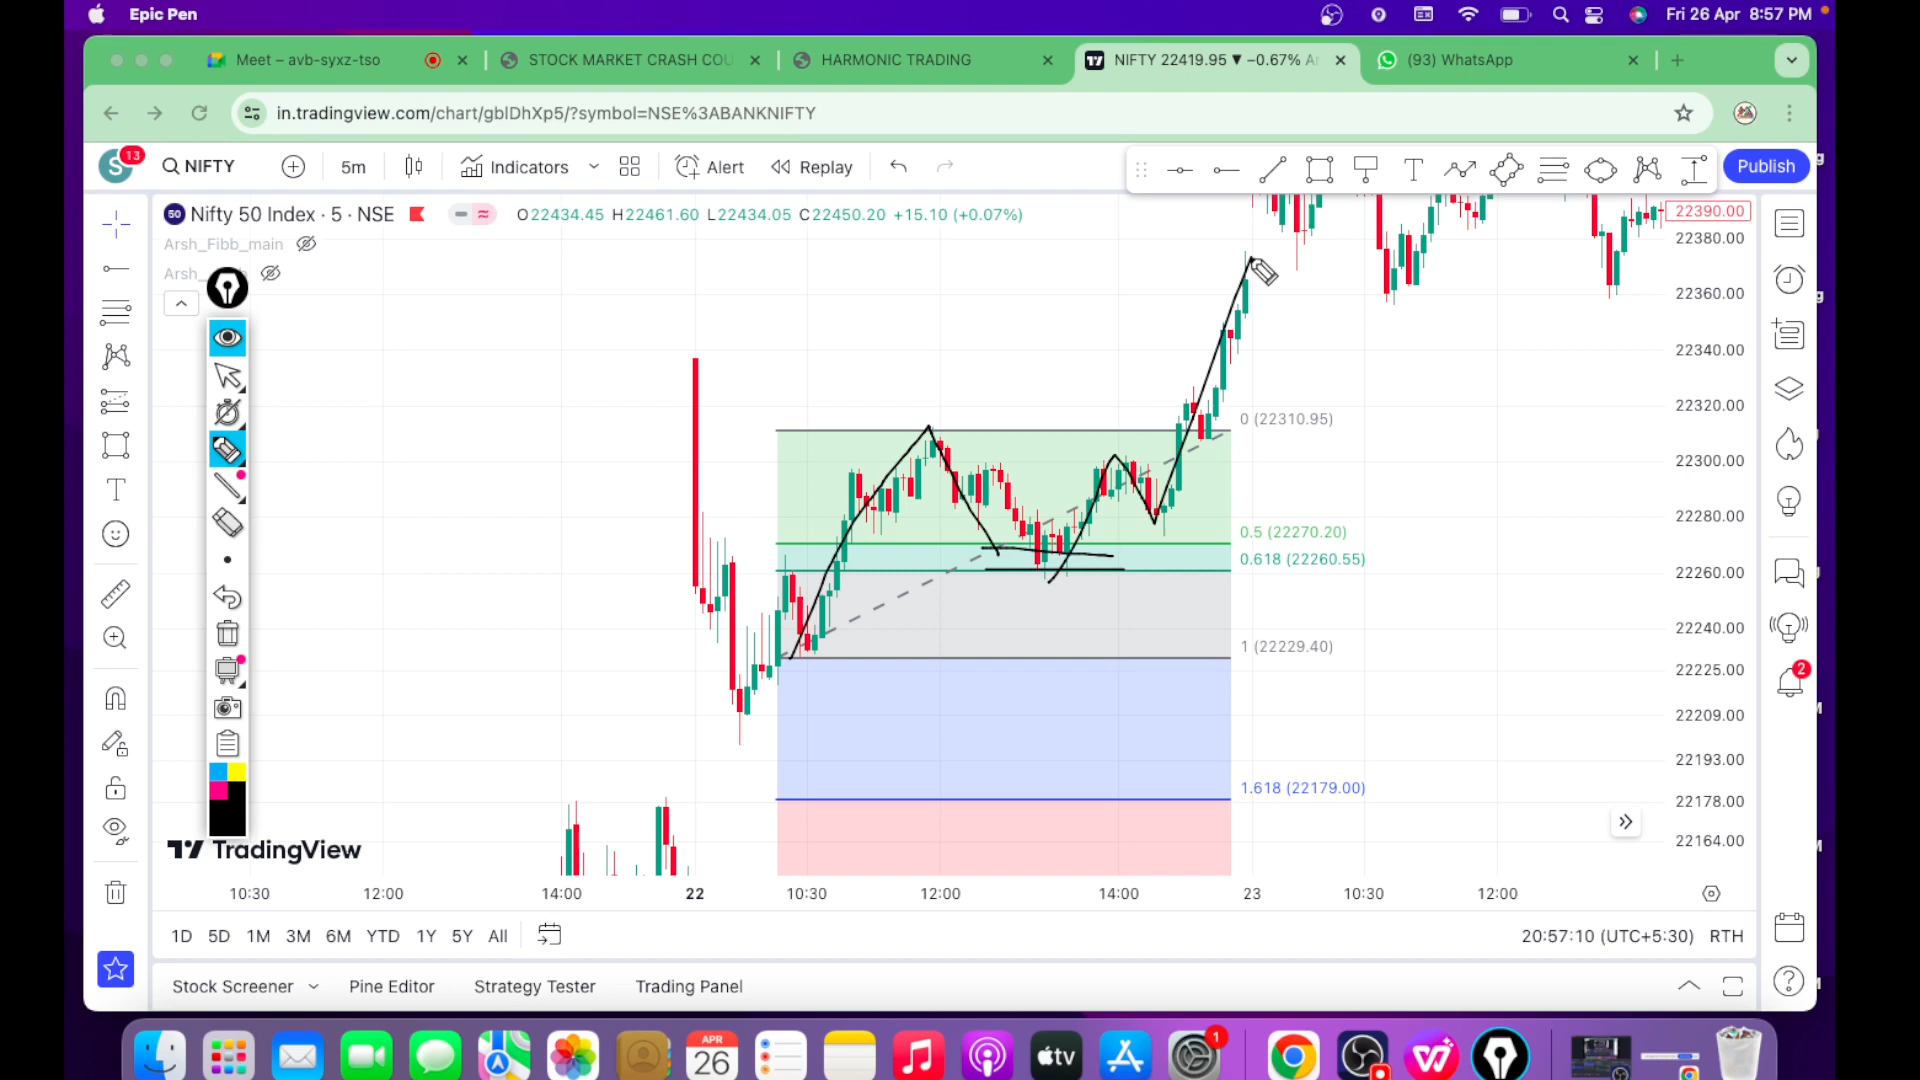 Epic Pen
Fri 26 Apr 8:57 PM
Meet – avb-syxz-tso
STOCK MARKET CRASH COU
HARMONIC TRADING
NIFTY 22419.95 ▼ −0.67%
(93) WhatsApp
in.tradingview.com/chart/gblDhXp5/?symbol=NSE%3ABANKNIFTY
S
13
NIFTY
5m
Indicators
Alert
Replay
Publish
50
Nifty 50 Index · 5 · NSE
O22434.45 H22461.60 L22434.05 C22450.20 +15.10 (+0.07%)
Arsh_Fibb_main
Arsh_
22390.00
22380.00
22360.00
22340.00
22320.00
22300.00
22280.00
22260.00
22240.00
22225.00
22209.00
22193.00
22178.00
22164.00
0 (22310.95)
0.5 (22270.20)
0.618 (22260.55)
1 (22229.40)
1.618 (22179.00)
2
TradingView
10:30
12:00
14:00
22
10:30
12:00
14:00
23
10:30
12:00
1D 5D 1M 3M 6M YTD 1Y 5Y All
20:57:10 (UTC+5:30) RTH
Stock Screener
Pine Editor
Strategy Tester
Trading Panel
APR
26
tv
1